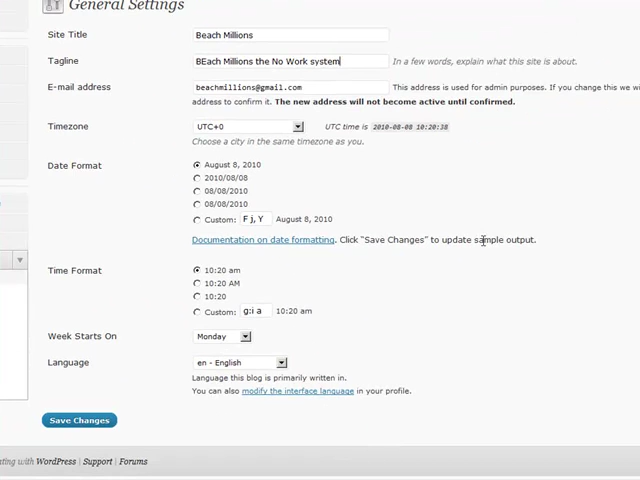 General Settings
Site Title Beach Millions
Tagline BEach Millions the No Work system In a few words, explain what this site is about.
E-mail address beachmillions@gmail.com This address is used for admin purposes. If you change this we wi
address to confirm it. The new address will not become active until confirmed.
Timezone UTC+0 UTC time is 2010-08-08 10:20:38
Choose a city in the same timezone as you.
Date Format August 8, 2010
2010/08/08
08/08/2010
08/08/2010
Custom: F j, Y August 8, 2010
Documentation on date formatting. Click “Save Changes” to update sample output.
Time Format 10:20 am
10:20 AM
10:20
Custom: g:i a 10:20 am
Week Starts On Monday
Language en - English
Language this blog is primarily written in.
You can also modify the interface language in your profile.
Save Changes
ating with WordPress | Support | Forums